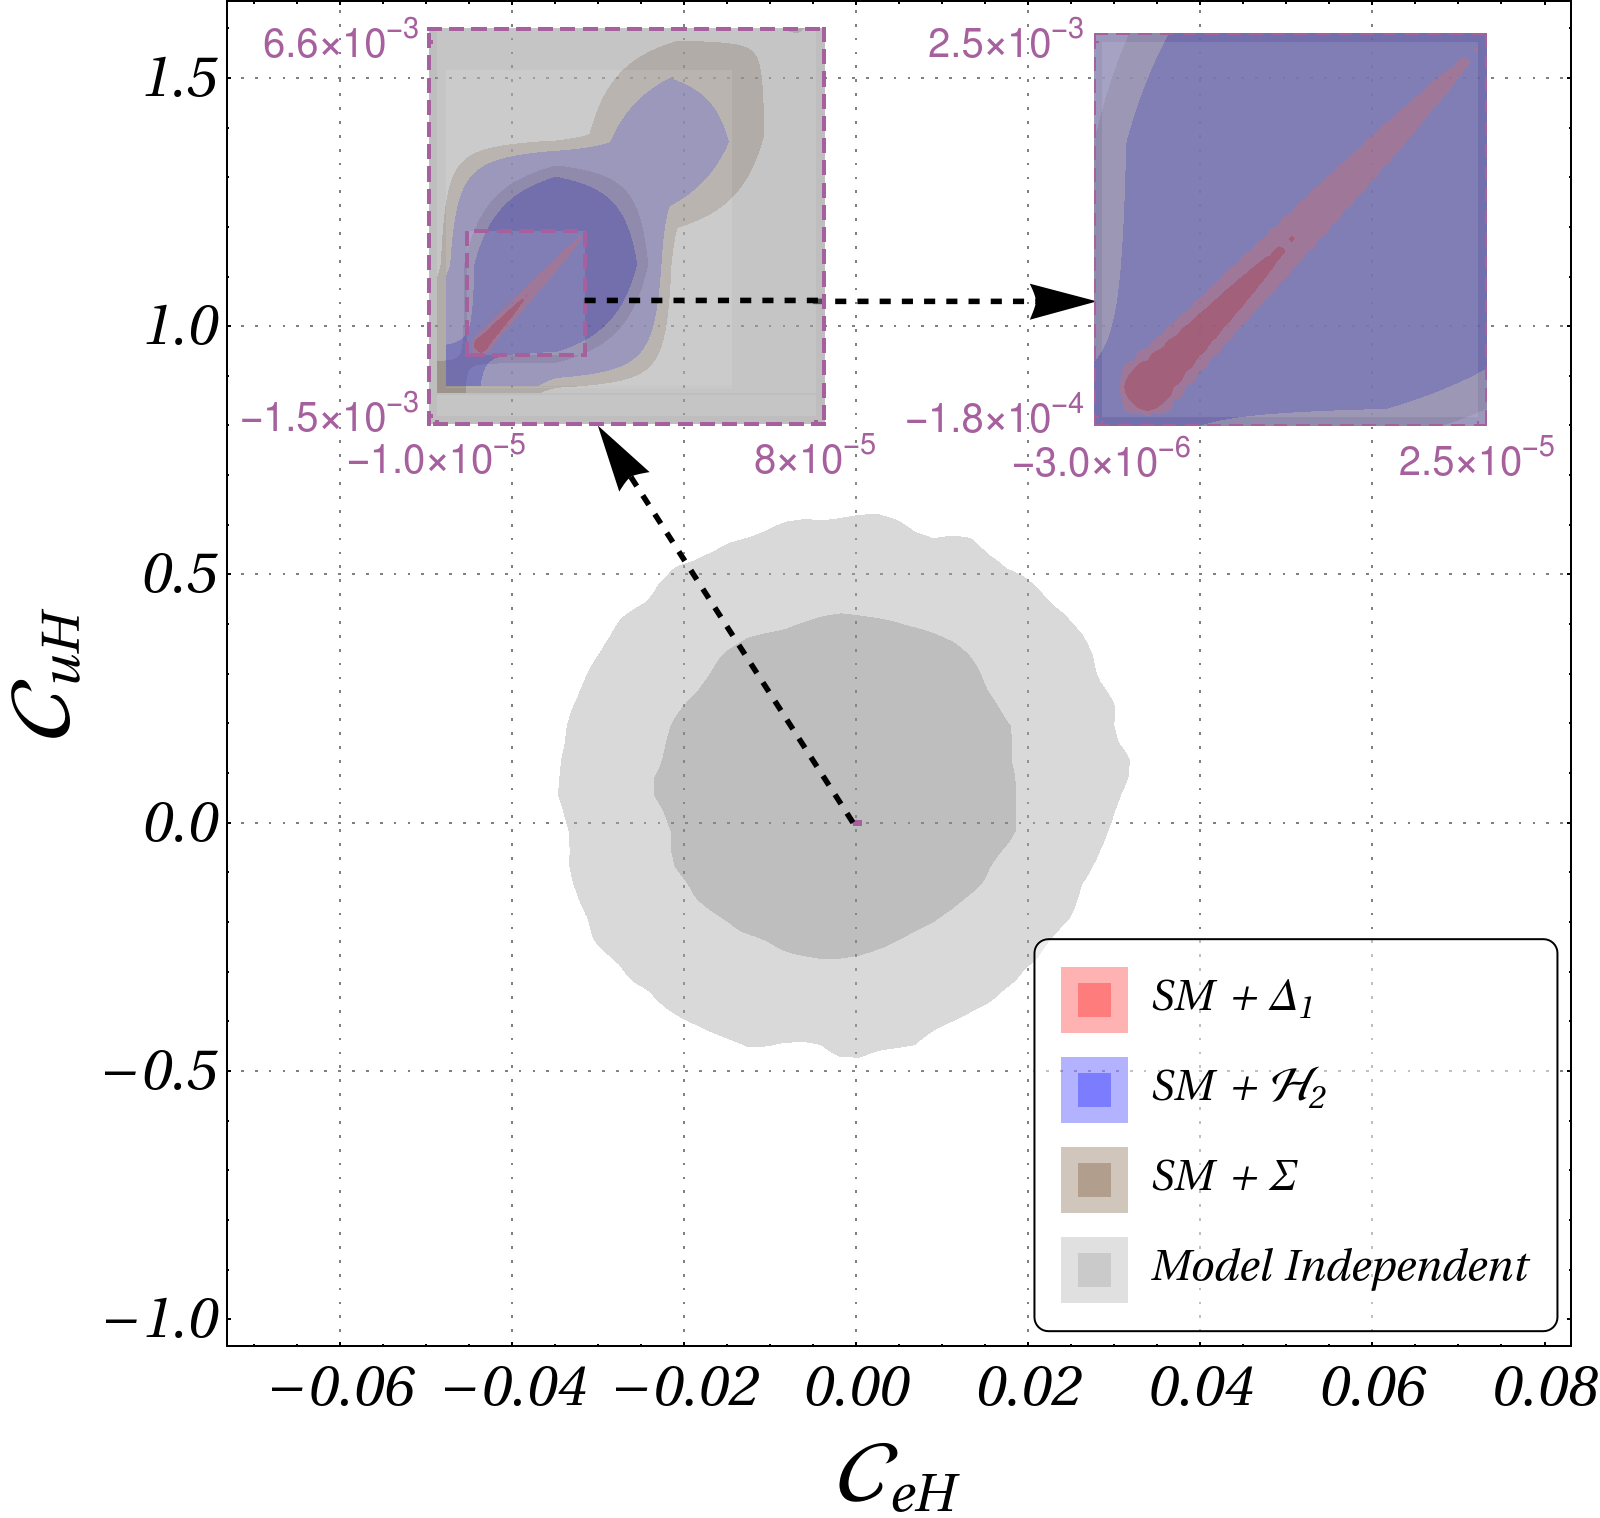 6.6×10⁻³
2.5×10⁻³
1.5
1.0
−1.5×10⁻³
−1.8×10⁻⁴
−1.0×10⁻⁵
8×10⁻⁵
−3.0×10⁻⁶
2.5×10⁻⁵
0.5
𝒞uH
0.0
−0.5
−1.0
SM + Δ₁
SM + ℋ₂
SM + Σ
Model Independent
−0.06 −0.04 −0.02 0.00 0.02 0.04 0.06 0.08
𝒞eH